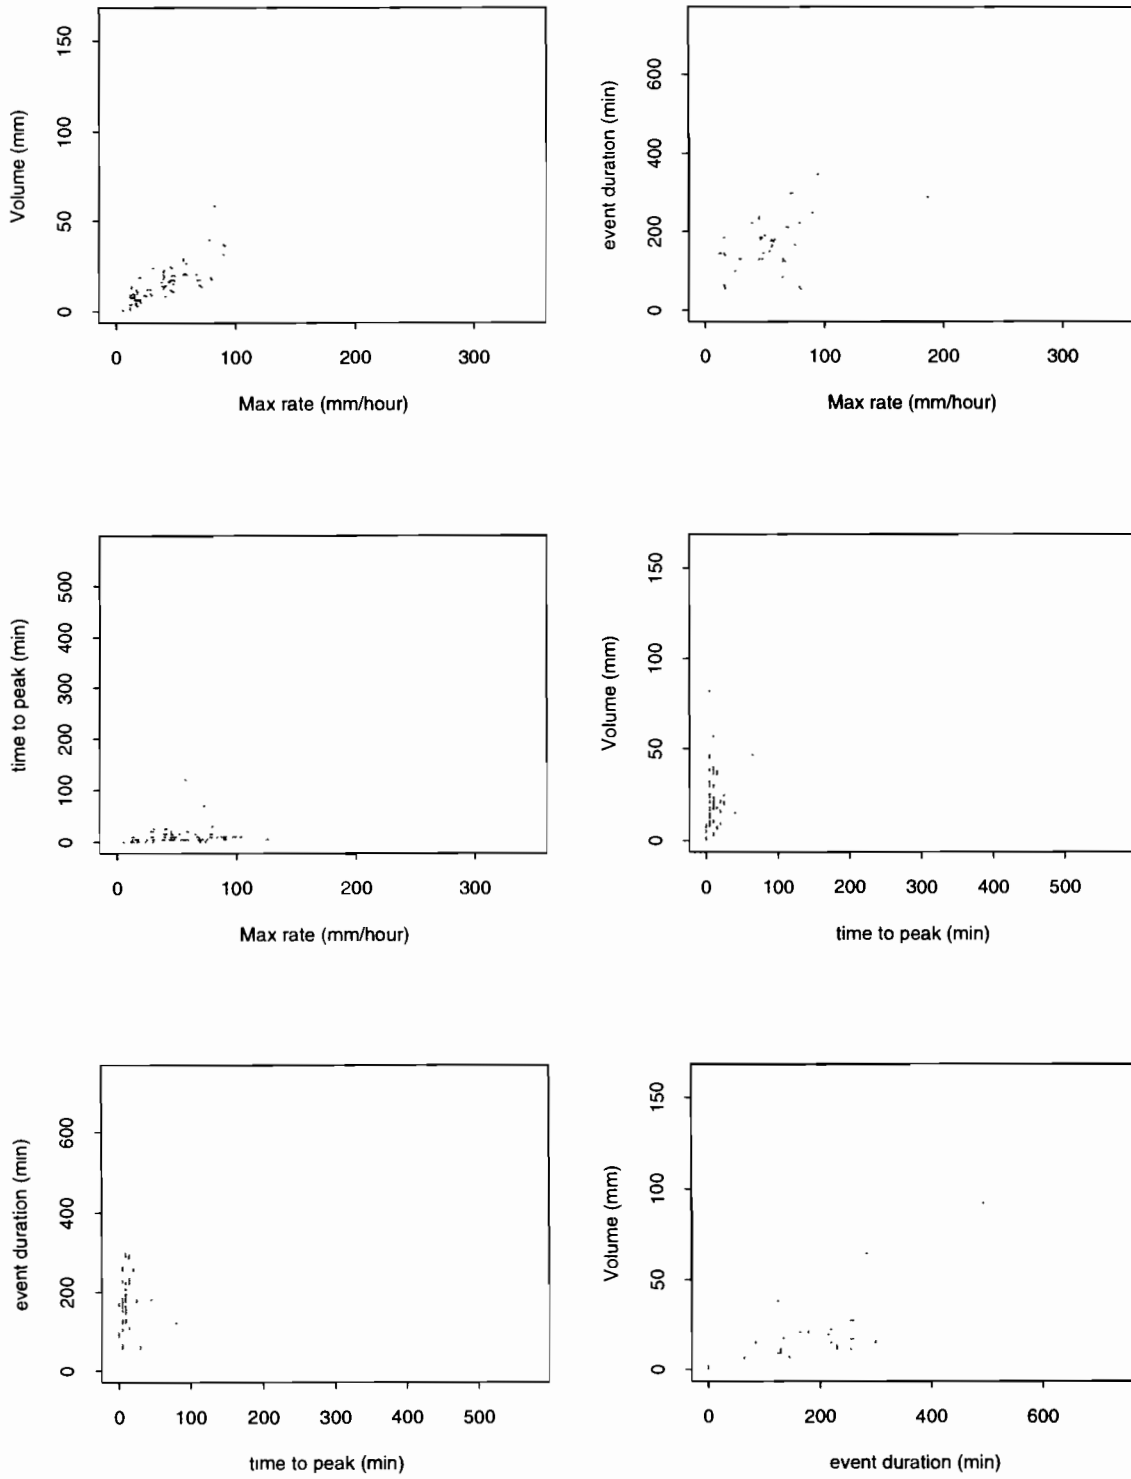 Volume (mm)
150
100
50
0
0 100 200 300
Max rate (mm/hour)
event duration (min)
600
400
200
0
0 100 200 300
Max rate (mm/hour)
time to peak (min)
500
400
300
200
100
0
0 100 200 300
Max rate (mm/hour)
Volume (mm)
150
100
50
0
0 100 200 300 400 500
time to peak (min)
event duration (min)
600
400
200
0
0 100 200 300 400 500
time to peak (min)
Volume (mm)
150
100
50
0
0 200 400 600
event duration (min)